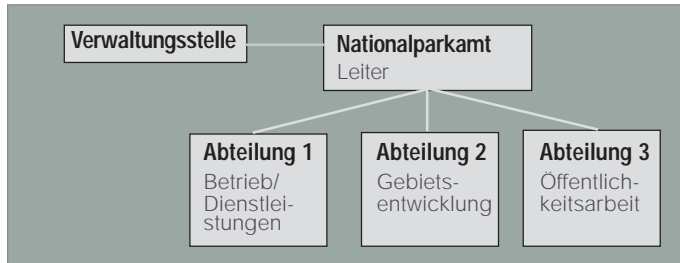 Verwaltungsstelle
Nationalparkamt
Leiter
Abteilung 1
Betrieb/
Dienstlei-
stungen
Abteilung 2
Gebiets-
entwicklung
Abteilung 3
Öffentlich-
keitsarbeit